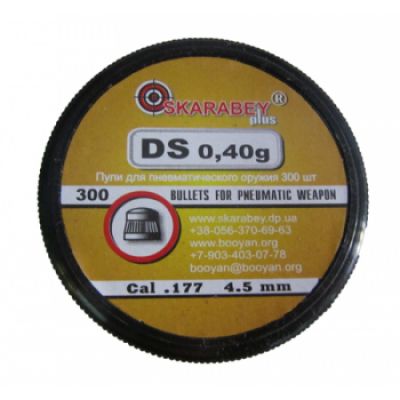 SKARABEY®
plus
DS 0,40g
Пули для пневматического оружия 300 шт
300 BULLETS FOR PNEUMATIC WEAPON
www.skarabey.dp.ua
+38-056-370-69-63
www.booyan.org
+7-903-403-07-78
booyan@booyan.org
Cal .177 4.5 mm